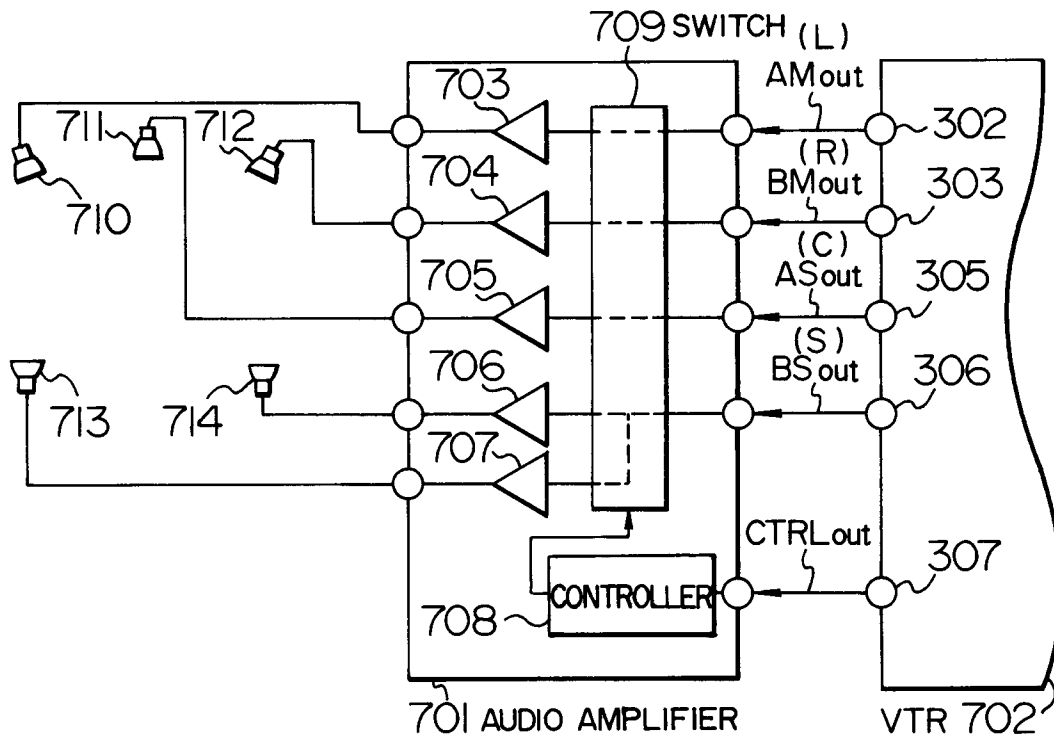 709 SWITCH
(L)
AMout
703
711
712
302
710
(R)
BMout
704
303
(C)
ASout
705
305
(S)
BSout
706
306
713
714
707
CTRLout
307
CONTROLLER
708
701 AUDIO AMPLIFIER
VTR 702